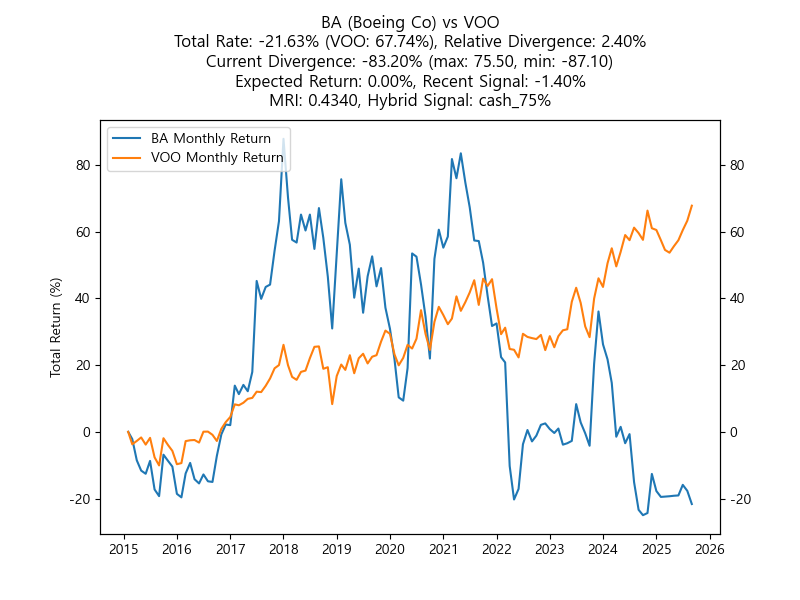 BA (Boeing Co) vs VOO
Total Rate: -21.63% (VOO: 67.74%), Relative Divergence: 2.40%
Current Divergence: -83.20% (max: 75.50, min: -87.10)
Expected Return: 0.00%, Recent Signal: -1.40%
MRI: 0.4340, Hybrid Signal: cash_75%
BA Monthly Return
VOO Monthly Return
Total Return (%)
80
60
40
20
0
-20
80
60
40
20
0
-20
2015 2016 2017 2018 2019 2020 2021 2022 2023 2024 2025 2026